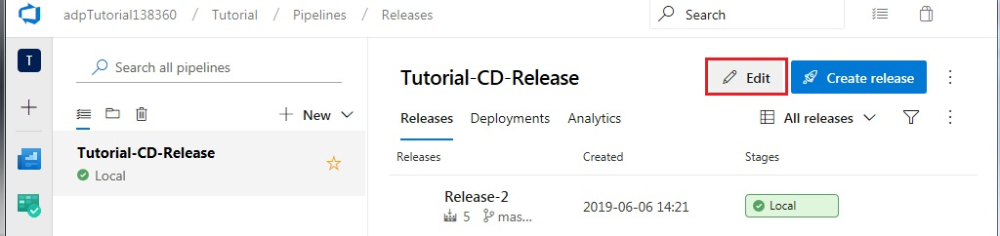 adpTutorial138360 / Tutorial / Pipelines / Releases
Search
T
Search all pipelines
New
Tutorial-CD-Release
Local
Tutorial-CD-Release
Edit
Create release
Releases Deployments Analytics
All releases
Releases Created Stages
Release-2
5 mas...
2019-06-06 14:21
Local